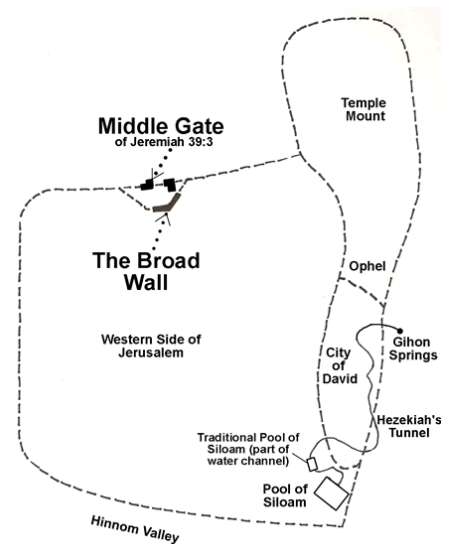 Temple
Mount
Middle Gate
of Jeremiah 39:3
The Broad
Wall
Ophel
Western Side of
Jerusalem
City
of
David
Gihon
Springs
Hezekiah's
Tunnel
Traditional Pool of
Siloam (part of
water channel)
Pool of
Siloam
Hinnom Valley